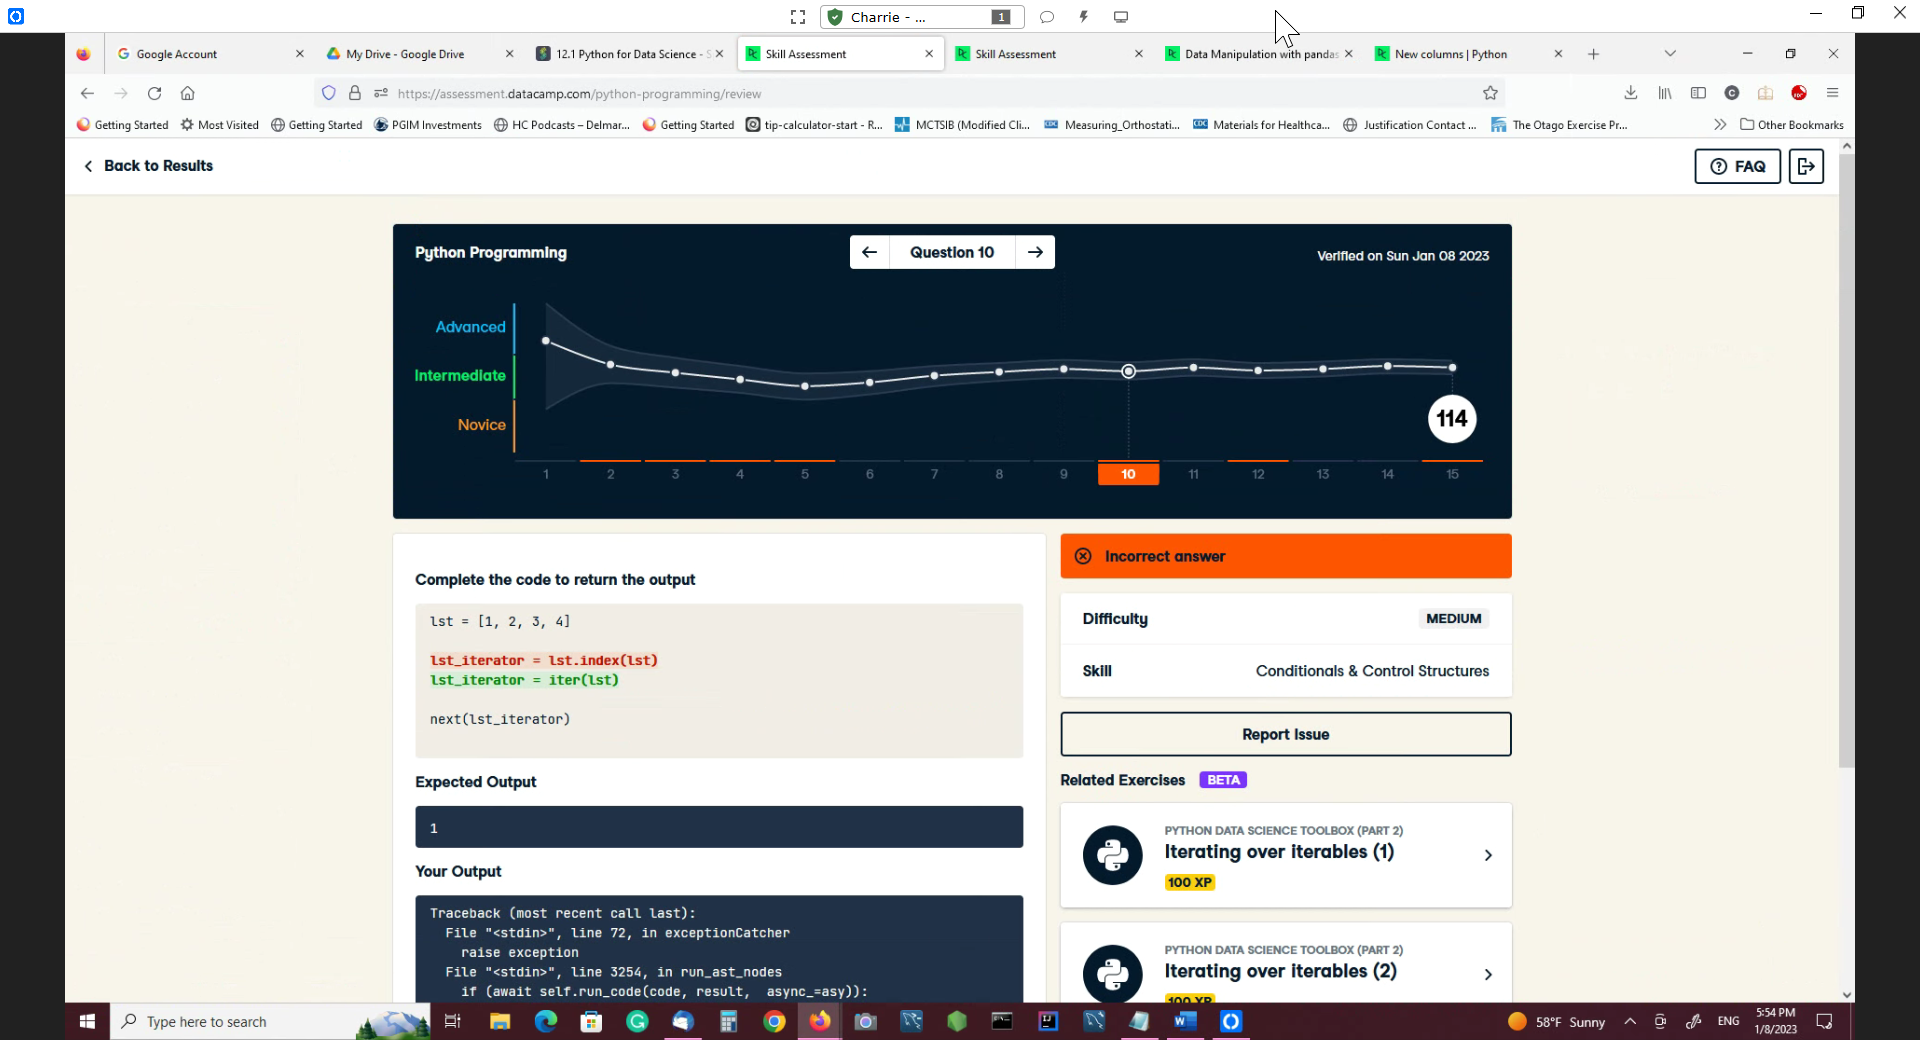 Charrie - ...
1
Google Account
My Drive - Google Drive
12.1 Python for Data Science - S
Skill Assessment
Skill Assessment
Data Manipulation with pandas
New columns | Python
https://assessment.datacamp.com/python-programming/review
Getting Started
Most Visited
Getting Started
PGIM Investments
HC Podcasts – Delmar...
Getting Started
tip-calculator-start - R...
MCTSIB (Modified Cli...
Measuring_Orthostati...
Materials for Healthca...
Justification Contact ...
The Otago Exercise Pr...
Other Bookmarks
Back to Results
FAQ
Python Programming
Question 10
Verified on Sun Jan 08 2023
Advanced
Intermediate
Novice
114
1 2 3 4 5 6 7 8 9 10 11 12 13 14 15
Complete the code to return the output
lst = [1, 2, 3, 4]
lst_iterator = lst.index(lst)
lst_iterator = iter(lst)
next(lst_iterator)
Expected Output
1
Your Output
Traceback (most recent call last):
File "<stdin>", line 72, in exceptionCatcher
raise exception
File "<stdin>", line 3254, in run_ast_nodes
if (await self.run_code(code, result, async_=asy)):
Incorrect answer
Difficulty
MEDIUM
Skill
Conditionals & Control Structures
Report Issue
Related Exercises
BETA
PYTHON DATA SCIENCE TOOLBOX (PART 2)
Iterating over iterables (1)
100 XP
PYTHON DATA SCIENCE TOOLBOX (PART 2)
Iterating over iterables (2)
100 XP
Type here to search
58°F Sunny
ENG
5:54 PM
1/8/2023